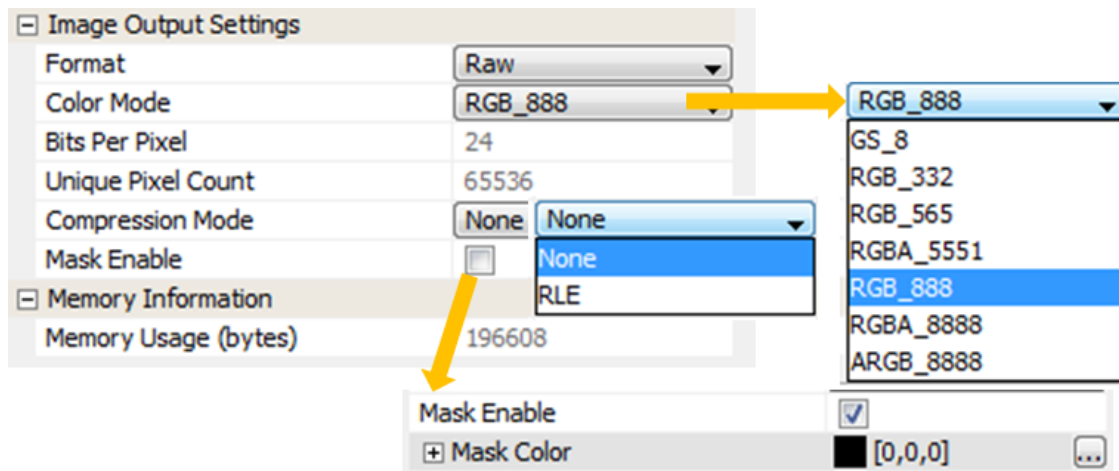 Image Output Settings
Format Raw
Color Mode RGB_888
Bits Per Pixel 24
Unique Pixel Count 65536
Compression Mode None
Mask Enable
Memory Information
Memory Usage (bytes) 196608
None
None
RLE
RGB_888
GS_8
RGB_332
RGB_565
RGBA_5551
RGB_888
RGBA_8888
ARGB_8888
Mask Enable
Mask Color [0,0,0] ...